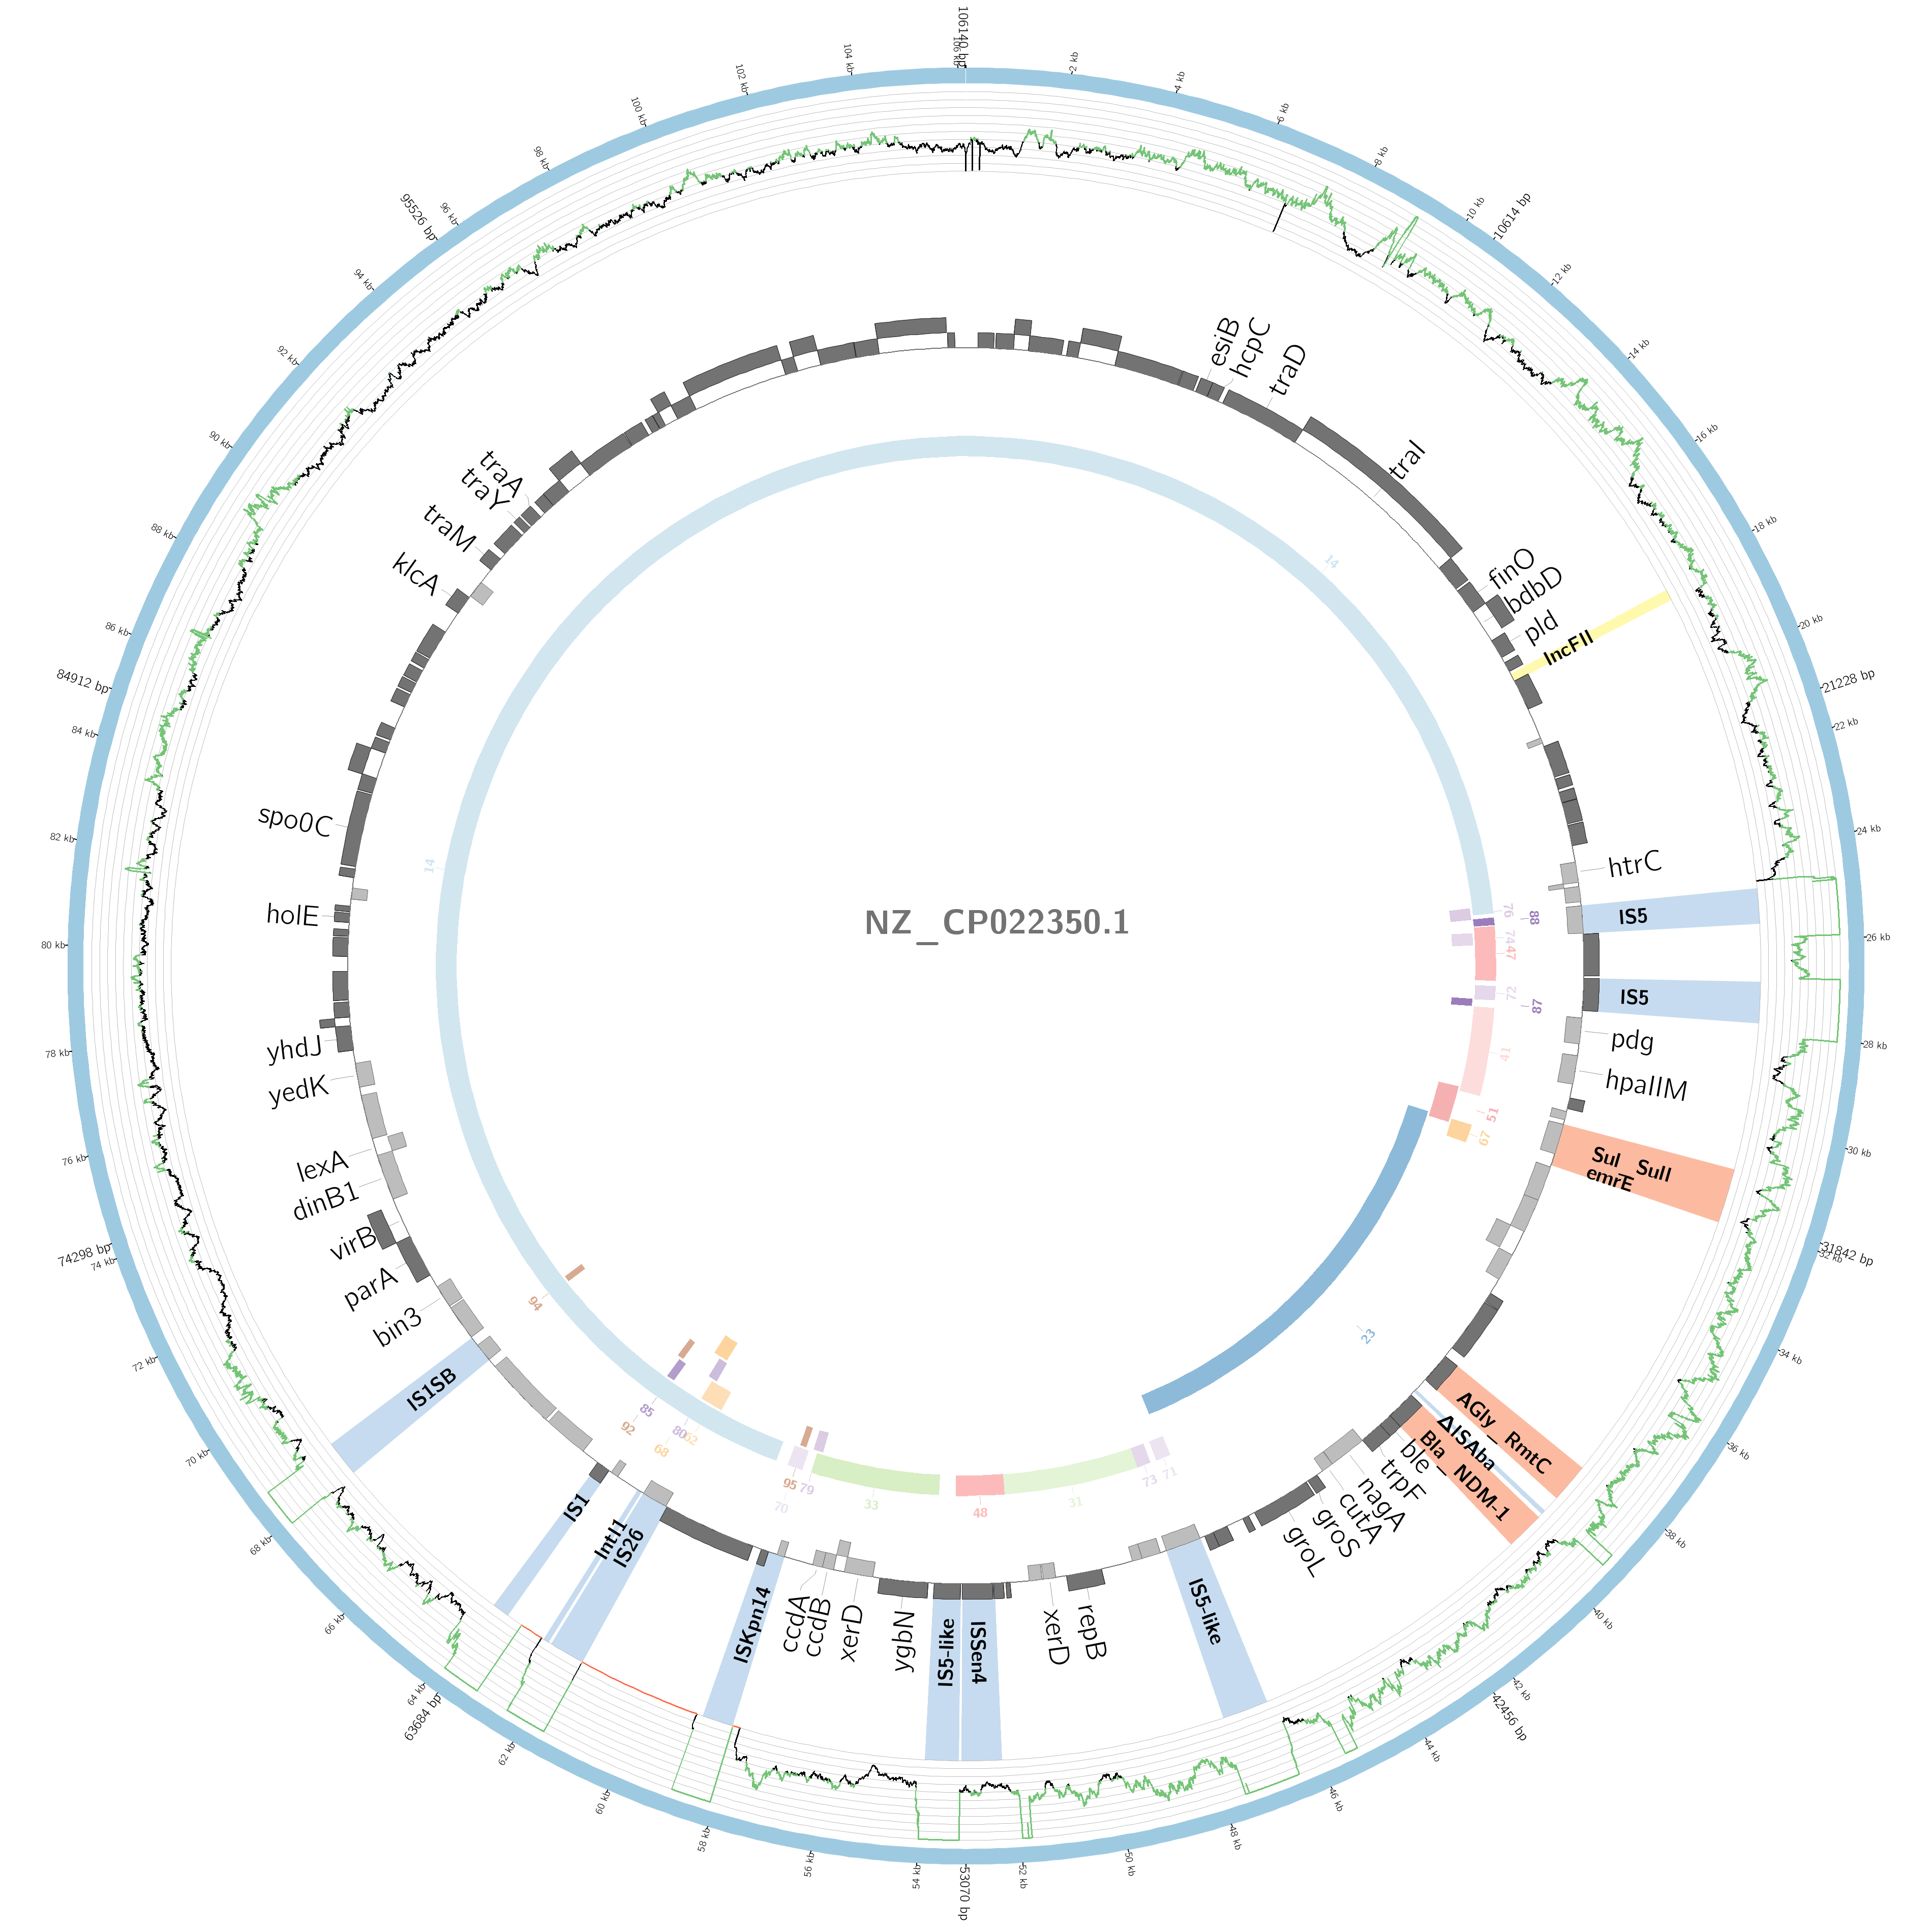 NZ_CP022350.1
106140 bp
106 kb
2 kb
4 kb
6 kb
8 kb
10 kb
10614 bp
12 kb
14 kb
16 kb
18 kb
20 kb
21228 bp
22 kb
24 kb
26 kb
28 kb
30 kb
31842 bp
32 kb
34 kb
36 kb
38 kb
40 kb
42 kb
42456 bp
44 kb
46 kb
48 kb
50 kb
52 kb
53070 bp
54 kb
56 kb
58 kb
60 kb
62 kb
63684 bp
64 kb
66 kb
68 kb
70 kb
72 kb
74 kb
74298 bp
76 kb
78 kb
80 kb
82 kb
84 kb
84912 bp
86 kb
88 kb
90 kb
92 kb
94 kb
95526 bp
96 kb
98 kb
100 kb
102 kb
104 kb
esiB
hcpC
traD
traI
finO
bdbD
pld
IncFII
htrC
IS5
IS5
pdg
hpaIIM
Sul_SulI
emrE
AGly_RmtC
ΔISAba
Bla_NDM-1
ble
trpF
nagA
cutA
groS
groL
IS5-like
repB
xerD
ISSen4
IS5-like
ygbN
xerD
ccdB
ccdA
ISKpn14
IS26
IntI1
IS1
IS1SB
bin3
parA
virB
dinB1
lexA
yedK
yhdJ
holE
spo0C
klcA
traM
traY
traA
14
76
88
74
47
72
87
41
51
67
23
71
73
31
48
33
79
95
70
62
80
68
85
92
94
14